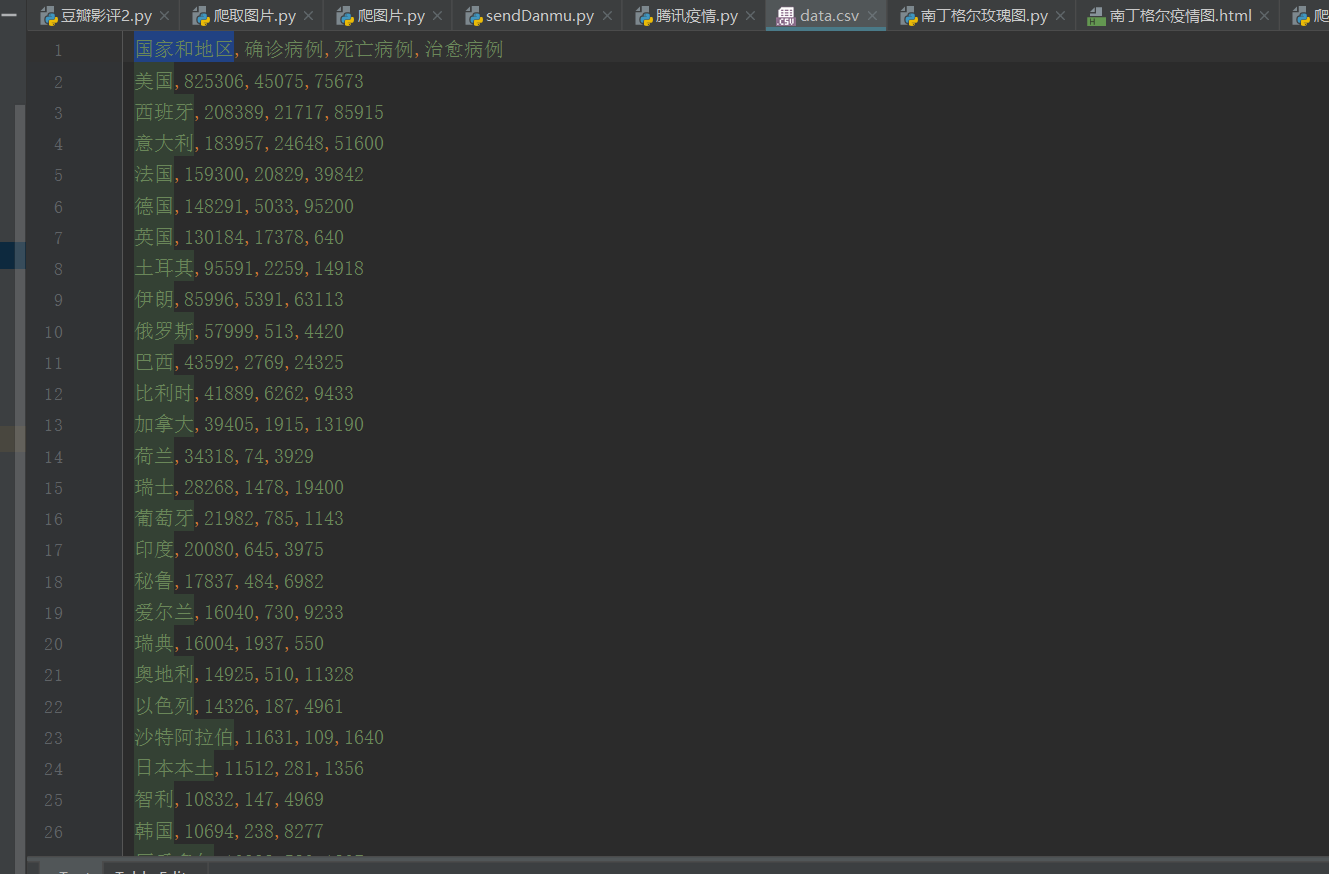 豆瓣影评2.py 爬取图片.py 爬图片.py sendDanmu.py 腾讯疫情.py data.csv 南丁格尔玫瑰图.py 南丁格尔疫情图.html 爬
1 国家和地区,确诊病例,死亡病例,治愈病例
2 美国,825306,45075,75673
3 西班牙,208389,21717,85915
4 意大利,183957,24648,51600
5 法国,159300,20829,39842
6 德国,148291,5033,95200
7 英国,130184,17378,640
8 土耳其,95591,2259,14918
9 伊朗,85996,5391,63113
10 俄罗斯,57999,513,4420
11 巴西,43592,2769,24325
12 比利时,41889,6262,9433
13 加拿大,39405,1915,13190
14 荷兰,34318,74,3929
15 瑞士,28268,1478,19400
16 葡萄牙,21982,785,1143
17 印度,20080,645,3975
18 秘鲁,17837,484,6982
19 爱尔兰,16040,730,9233
20 瑞典,16004,1937,550
21 奥地利,14925,510,11328
22 以色列,14326,187,4961
23 沙特阿拉伯,11631,109,1640
24 日本本土,11512,281,1356
25 智利,10832,147,4969
26 韩国,10694,238,8277